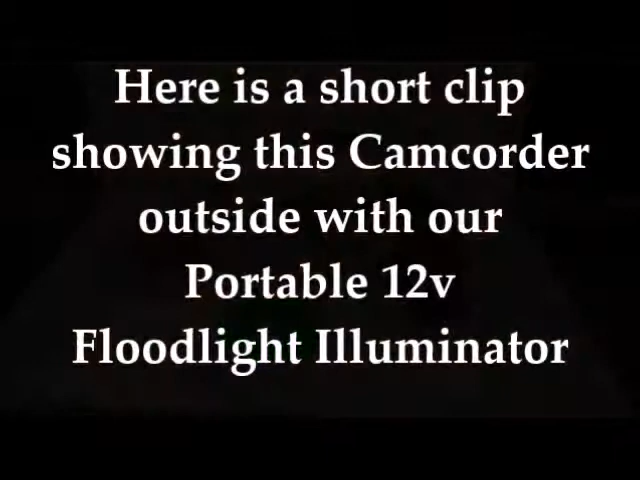 Here is a short clip
showing this Camcorder
outside with our
Portable 12v
Floodlight Illuminator